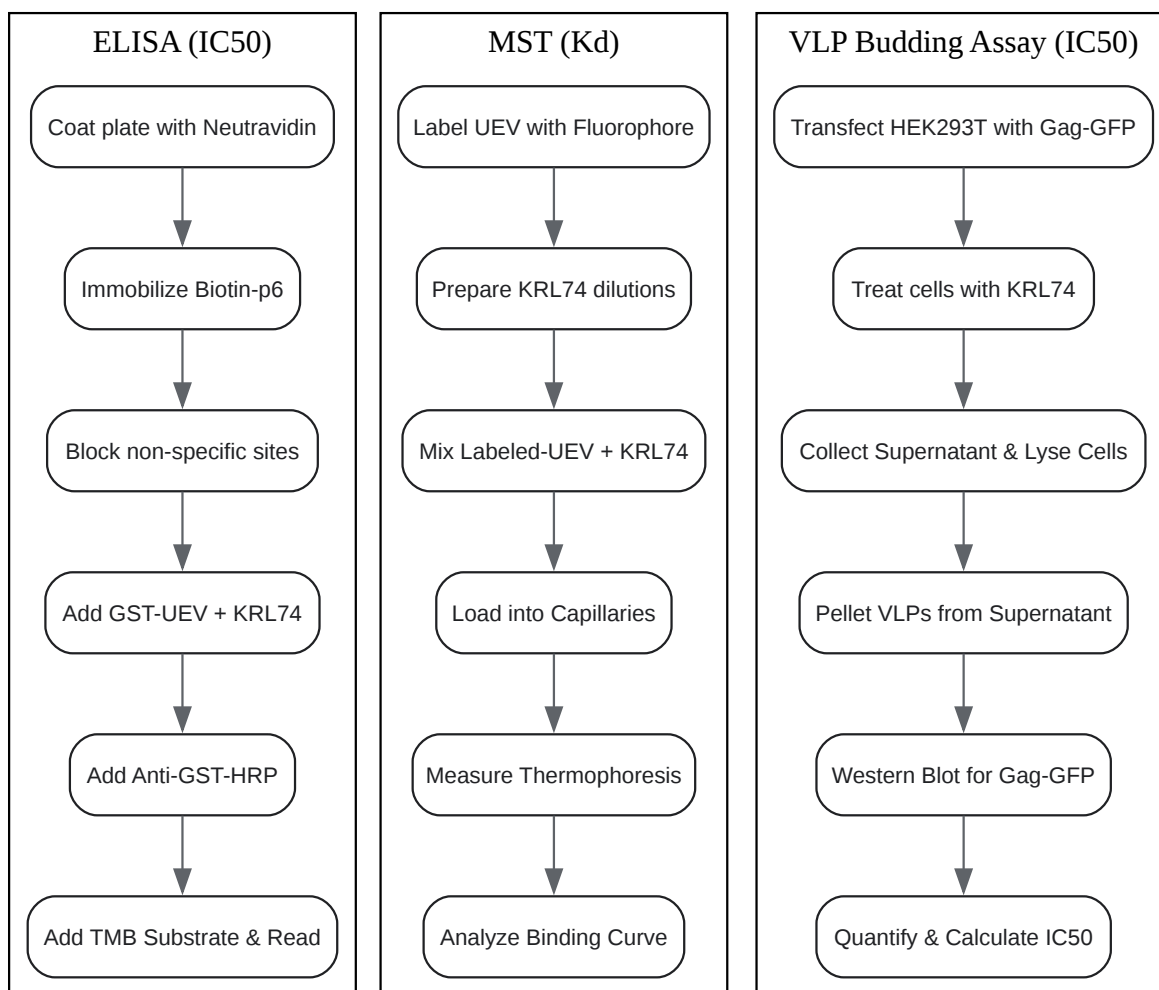 ELISA (IC50)
Coat plate with Neutravidin
Immobilize Biotin-p6
Block non-specific sites
Add GST-UEV + KRL74
Add Anti-GST-HRP
Add TMB Substrate & Read
MST (Kd)
Label UEV with Fluorophore
Prepare KRL74 dilutions
Mix Labeled-UEV + KRL74
Load into Capillaries
Measure Thermophoresis
Analyze Binding Curve
VLP Budding Assay (IC50)
Transfect HEK293T with Gag-GFP
Treat cells with KRL74
Collect Supernatant & Lyse Cells
Pellet VLPs from Supernatant
Western Blot for Gag-GFP
Quantify & Calculate IC50